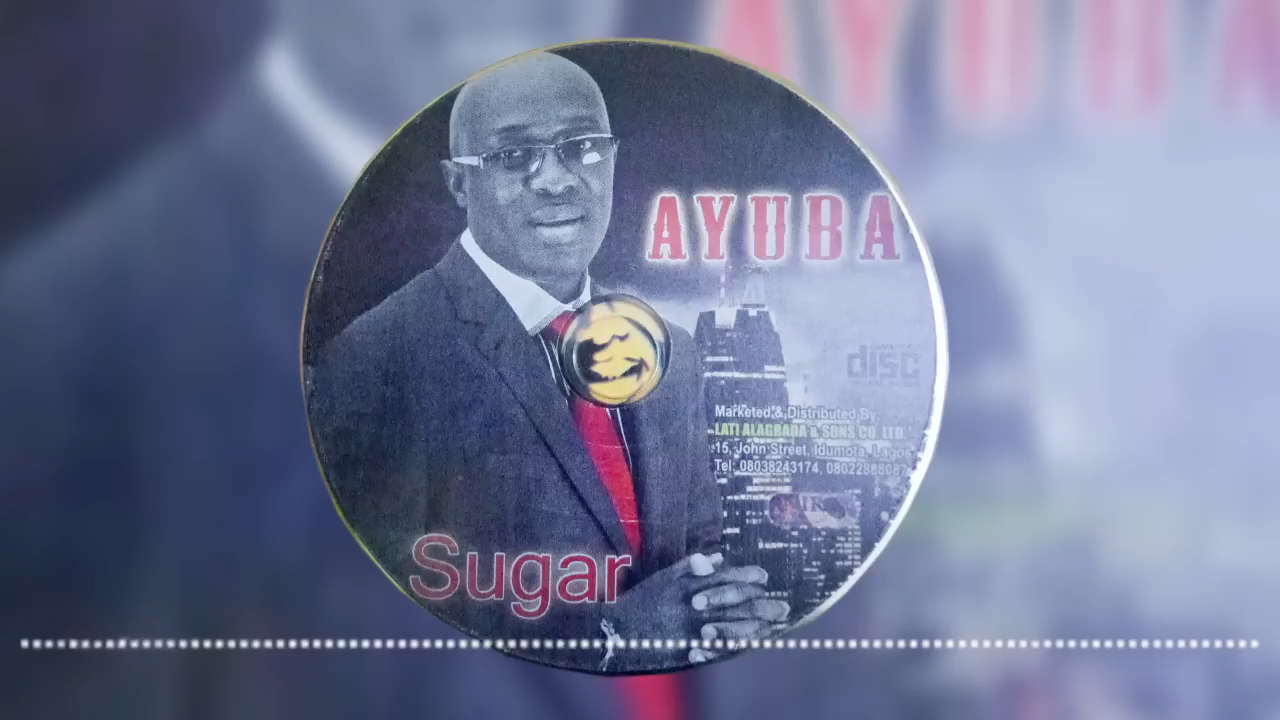 AYUBA
disc
Marketed & Distributed By:
LATI ALAGBADA & SONS CO. LTD.
15, John Street, Idumota, Lagos
Tel: 08038243174, 0802288808
Sugar
AYUBA